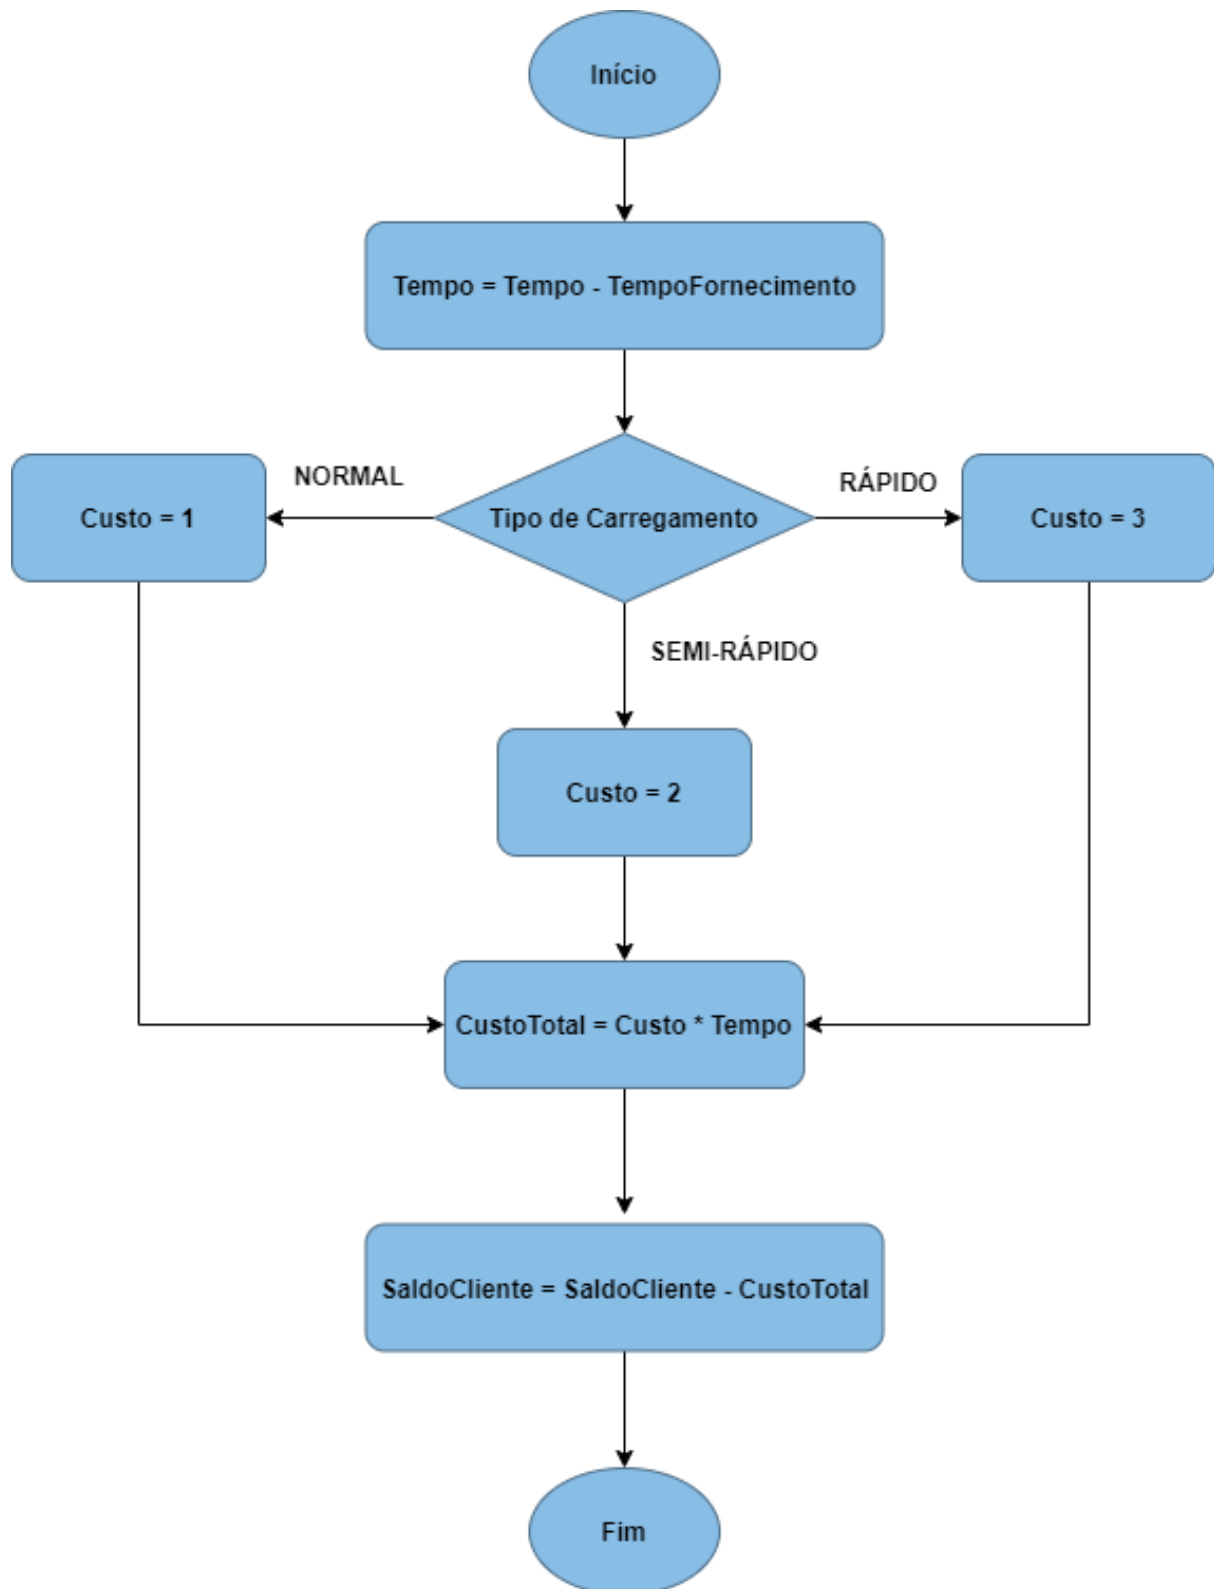 Início
Tempo = Tempo - TempoFornecimento
NORMAL
RÁPIDO
Custo = 1
Tipo de Carregamento
Custo = 3
SEMI-RÁPIDO
Custo = 2
CustoTotal = Custo * Tempo
SaldoCliente = SaldoCliente - CustoTotal
Fim